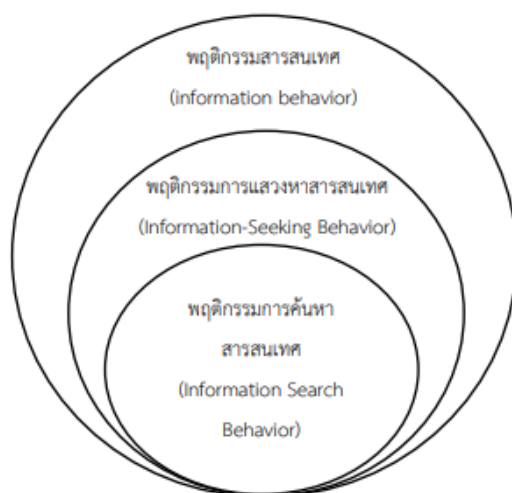 พฤติกรรมสารสนเทศ
(information behavior)
พฤติกรรมการแสวงหาสารสนเทศ
(Information-Seeking Behavior)
พฤติกรรมการค้นหา
สารสนเทศ
(Information Search
Behavior)